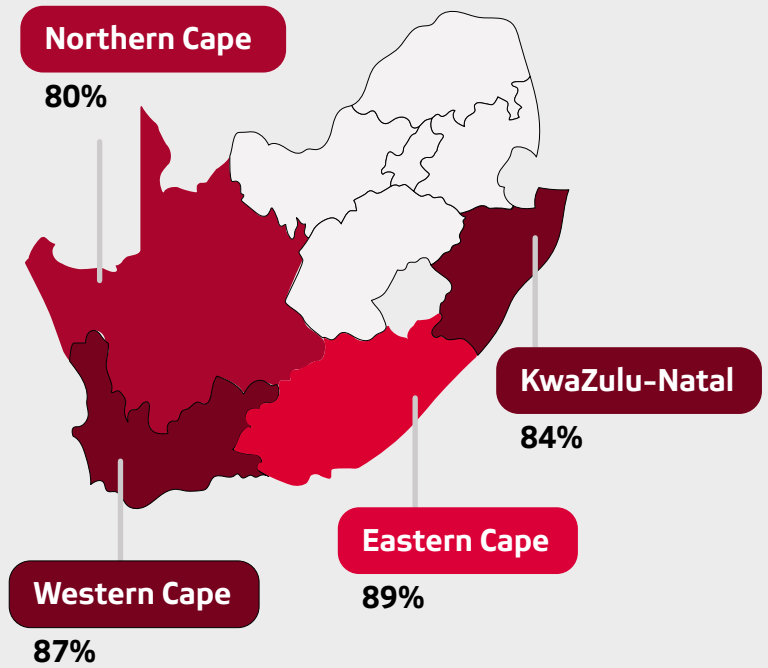 Northern Cape
80%
KwaZulu-Natal
84%
Eastern Cape
89%
Western Cape
87%